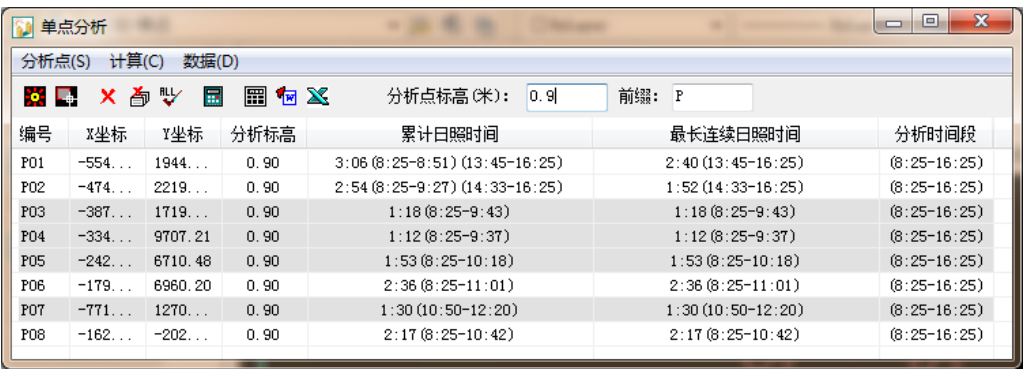 单点分析
分析点(S) 计算(C) 数据(D)
ALL W 分析点标高(米): 0.9 前缀: P
编号 X坐标 Y坐标 分析标高 累计日照时间 最长连续日照时间 分析时间段
P01 -554... 1944... 0.90 3:06(8:25-8:51)(13:45-16:25) 2:40(13:45-16:25) (8:25-16:25)
P02 -474... 2219... 0.90 2:54(8:25-9:27)(14:33-16:25) 1:52(14:33-16:25) (8:25-16:25)
P03 -387... 1719... 0.90 1:18(8:25-9:43) 1:18(8:25-9:43) (8:25-16:25)
P04 -334... 9707.21 0.90 1:12(8:25-9:37) 1:12(8:25-9:37) (8:25-16:25)
P05 -242... 6710.48 0.90 1:53(8:25-10:18) 1:53(8:25-10:18) (8:25-16:25)
P06 -179... 6960.20 0.90 2:36(8:25-11:01) 2:36(8:25-11:01) (8:25-16:25)
P07 -771... 1270... 0.90 1:30(10:50-12:20) 1:30(10:50-12:20) (8:25-16:25)
P08 -162... -202... 0.90 2:17(8:25-10:42) 2:17(8:25-10:42) (8:25-16:25)